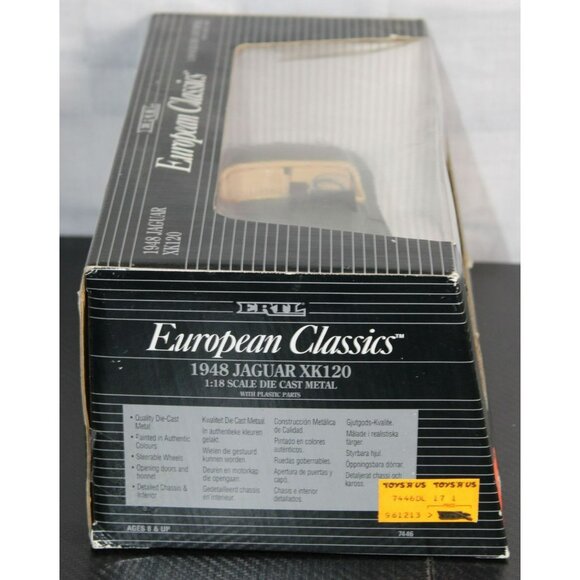 ERTL
European Classics
1948 JAGUAR
XK120
ERTL
European Classics™
1948 JAGUAR XK120
1:18 SCALE DIE CAST METAL
WITH PLASTIC PARTS
• Quality Die-Cast
Metal.
• Painted in Authentic
Colours.
• Steerable Wheels
• Opening doors and
bonnet
• Detailed Chassis &
Interior
Kwaliteit Die Cast Metaal.
In authentieke kleuren
gelakt.
Wielen die gestuurd
kunnen worden.
Deuren en motorkap
die opengaan.
Gedetailleerd chassis
en interieur.
Construcción Metálica
de Calidad.
Pintado en colores
autenticos.
Ruedas gobernables.
Apertura de puertas y
capó.
Chasis e interior
detallados.
Gjutgods-Kvalite.
Målade i realistiska
färger.
Styrbara hjul.
Öppningsbara dörrar.
Detaljerat chassi och
kaross.
TOYS Я US TOYS Я US
7446DL 17 1
961213 >
AGES 8 & UP
7446